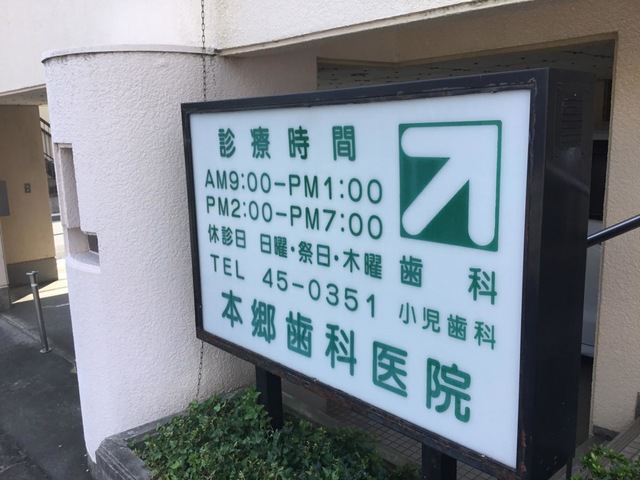 診療時間
AM9:00-PM1:00
PM2:00-PM7:00
休診日 日曜・祭日・木曜
TEL 45-0351
歯科
小児歯科
本郷歯科医院